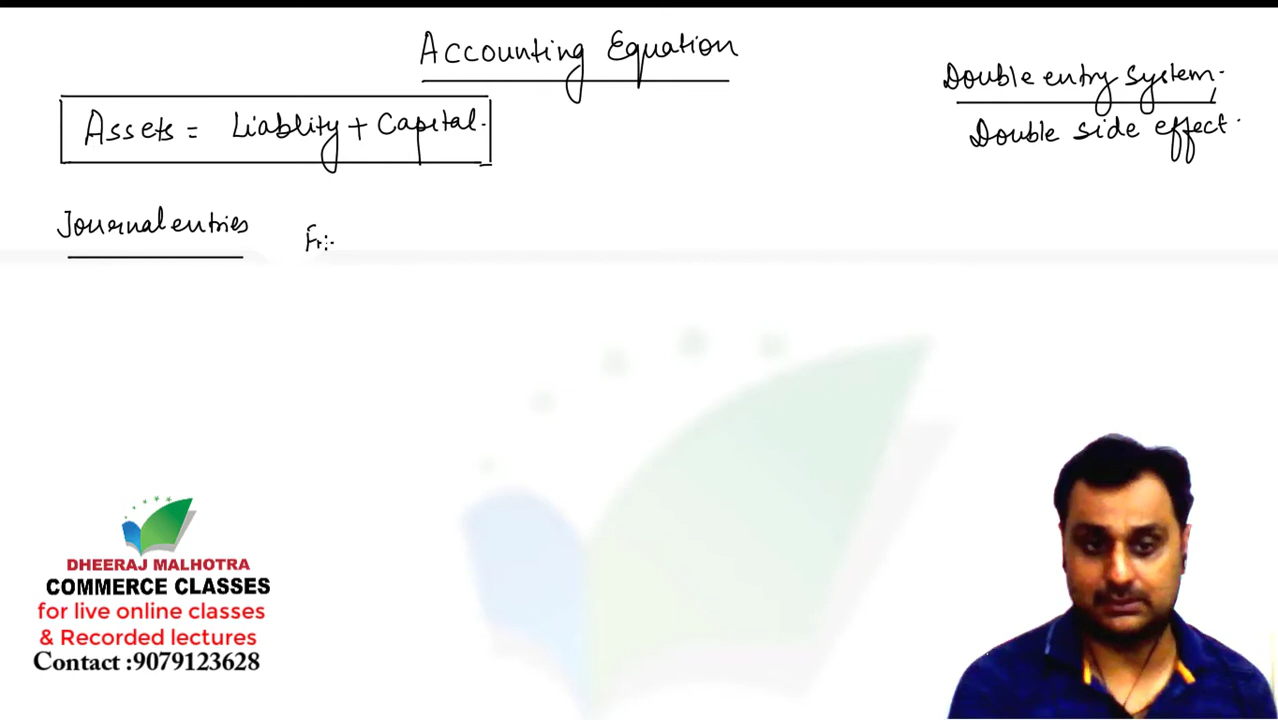 Accounting Equation
Double entry system.
Assets = Liablity + Capital.
Double side effect.
Journal entries
DHEERAJ MALHOTRA
COMMERCE CLASSES
for live online classes
& Recorded lectures
Contact :9079123628